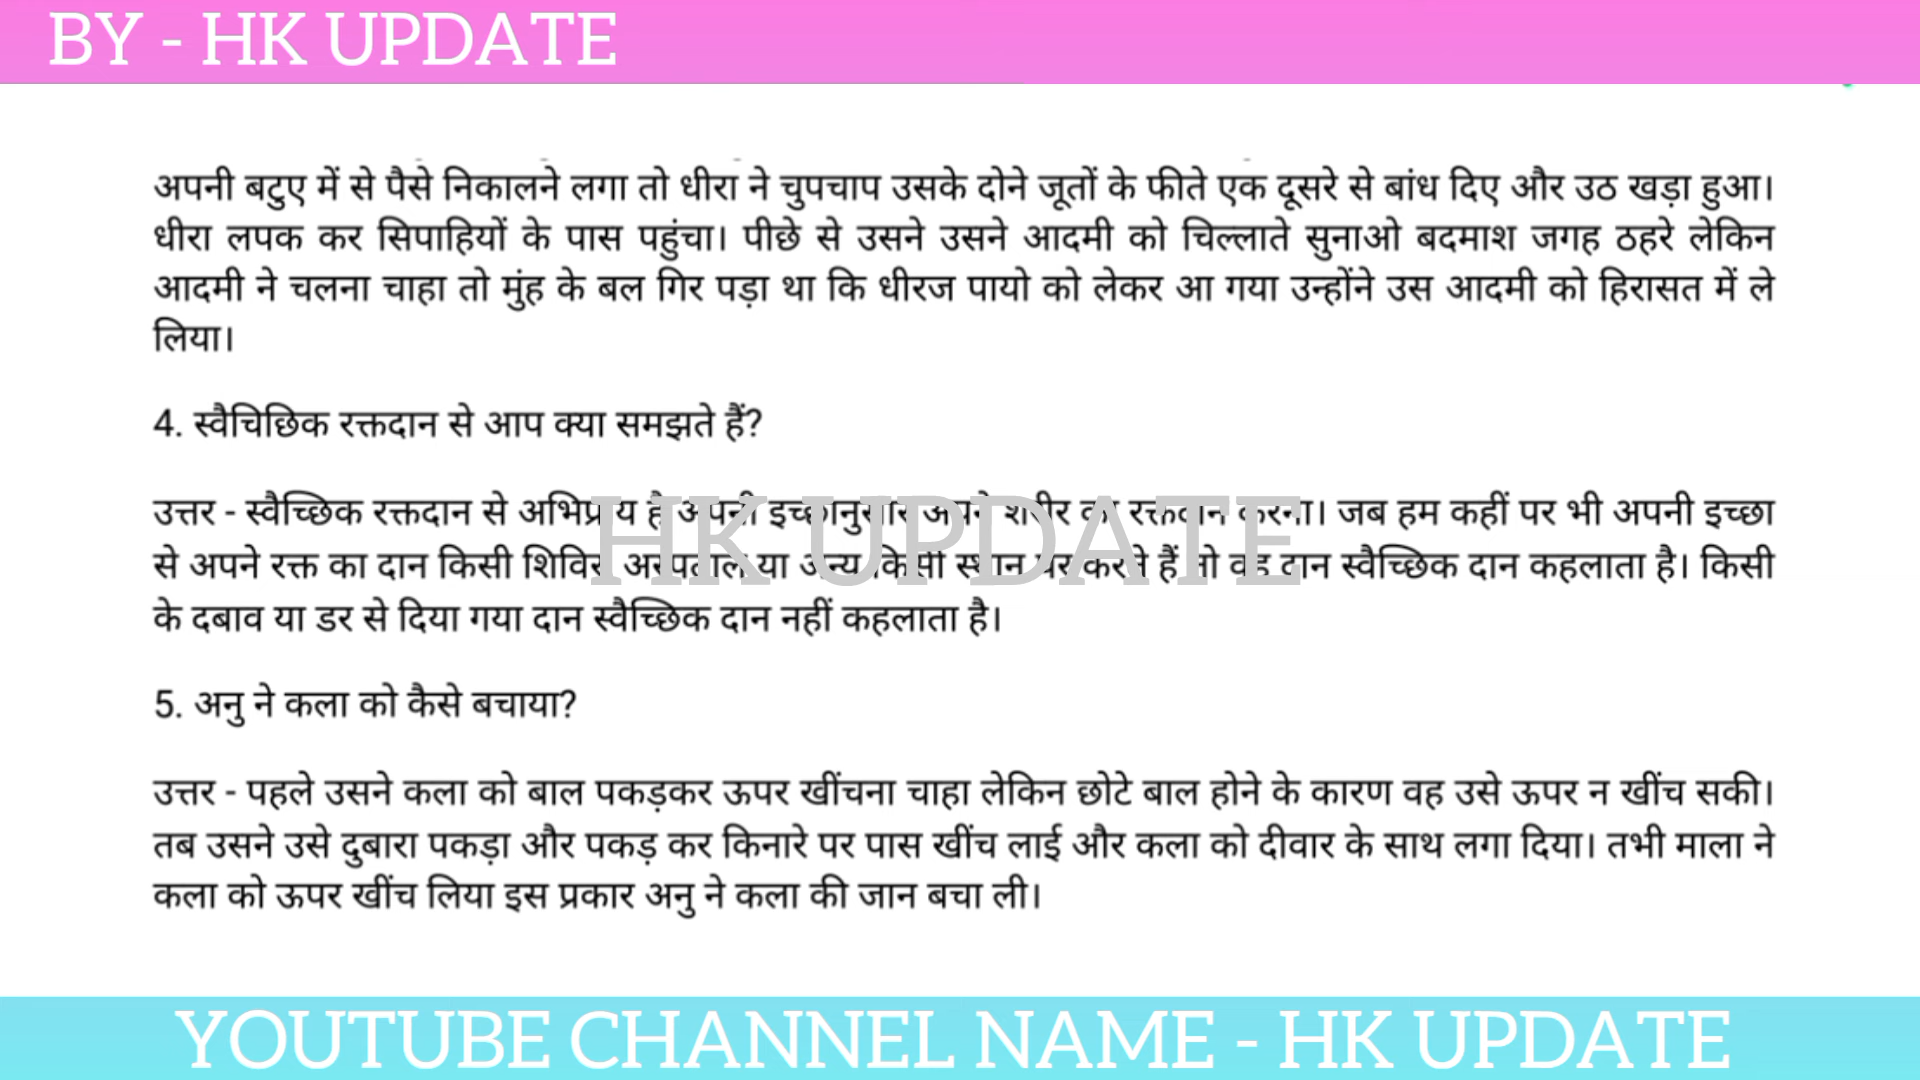 BY - HK UPDATE
अपनी बटुए में से पैसे निकालने लगा तो धीरा ने चुपचाप उसके दोने जूतों के फीते एक दूसरे से बांध दिए और उठ खड़ा हुआ।
धीरा लपक कर सिपाहियों के पास पहुंचा। पीछे से उसने उसने आदमी को चिल्लाते सुनाओ बदमाश जगह ठहरे लेकिन
आदमी ने चलना चाहा तो मुंह के बल गिर पड़ा था कि धीरज पायो को लेकर आ गया उन्होंने उस आदमी को हिरासत में ले
लिया।
4. स्वैचिछिक रक्तदान से आप क्या समझते हैं?
उत्तर - स्वैच्छिक रक्तदान से अभिप्राय है अपनी इच्छानुसार अपने शरीर का रक्तदान करना। जब हम कहीं पर भी अपनी इच्छा
से अपने रक्त का दान किसी शिविर, अस्पताल या अन्य किसी स्थान पर करते हैं तो वह दान स्वैच्छिक दान कहलाता है। किसी
के दबाव या डर से दिया गया दान स्वैच्छिक दान नहीं कहलाता है।
HK UPDATE
5. अनु ने कला को कैसे बचाया?
उत्तर - पहले उसने कला को बाल पकड़कर ऊपर खींचना चाहा लेकिन छोटे बाल होने के कारण वह उसे ऊपर न खींच सकी।
तब उसने उसे दुबारा पकड़ा और पकड़ कर किनारे पर पास खींच लाई और कला को दीवार के साथ लगा दिया। तभी माला ने
कला को ऊपर खींच लिया इस प्रकार अनु ने कला की जान बचा ली।
YOUTUBE CHANNEL NAME - HK UPDATE